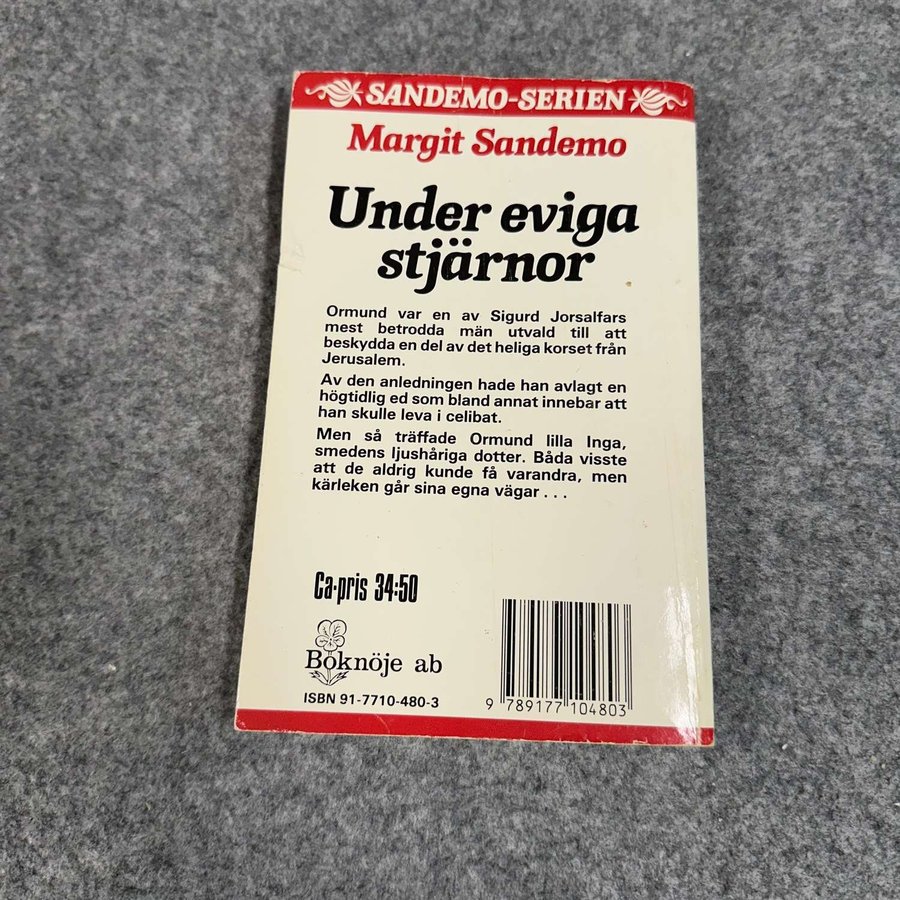 SANDEMO-SERIEN
Margit Sandemo
Under eviga
stjärnor
Ormund var en av Sigurd Jorsalfars
mest betrodda män utvald till att
beskydda en del av det heliga korset från
Jerusalem.
Av den anledningen hade han avlagt en
högtidlig ed som bland annat innebar att
han skulle leva i celibat.
Men så träffade Ormund lilla Inga,
smedens ljushåriga dotter. Båda visste
att de aldrig kunde få varandra, men
kärleken går sina egna vägar . . .
Ca-pris 34:50
Boknöje ab
ISBN 91-7710-480-3
9 789177 104803